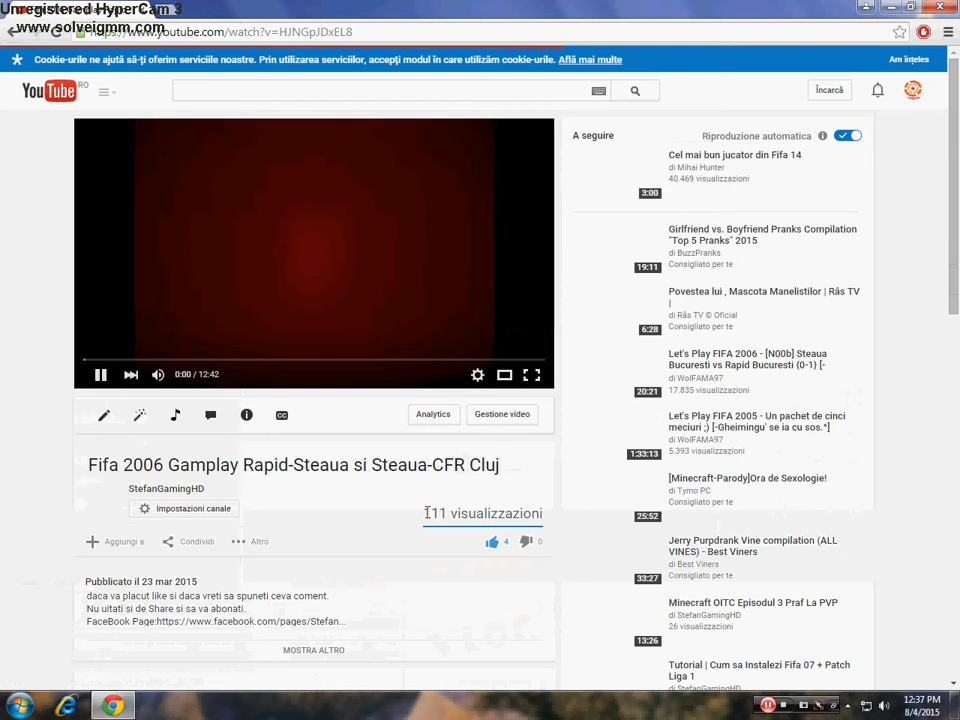 Unregistered HyperCam 3
www.solveigmm.com
https://www.youtube.com/watch?v=HJNGpJDxEL8
Cookie-urile ne ajută să-ți oferim serviciile noastre. Prin utilizarea serviciilor, accepți modul în care utilizăm cookie-urile. Află mai multe
Am înțeles
YouTube RO
Încarcă
A seguire
Riproduzione automatica
Cel mai bun jucator din Fifa 14
di Mihai Hunter
40.469 visualizzazioni
3:00
Girlfriend vs. Boyfriend Pranks Compilation
"Top 5 Pranks" 2015
di BuzzPranks
Consigliato per te
19:11
Povestea lui , Mascota Manelistilor | Râs TV
|
di Râs TV © Oficial
Consigliato per te
6:28
Let's Play FIFA 2006 - [N00b] Steaua
Bucuresti vs Rapid Bucuresti {0-1} [-
di WolFAMA97
17.835 visualizzazioni
20:21
Let's Play FIFA 2005 - Un pachet de cinci
meciuri ;) [-Gheimingu' se ia cu sos.^]
di WolFAMA97
5.393 visualizzazioni
1:33:13
[Minecraft-Parody]Ora de Sexologie!
di Tymo PC
Consigliato per te
25:52
Jerry Purpdrank Vine compilation (ALL
VINES) - Best Viners
di Best Viners
Consigliato per te
33:27
Minecraft OITC Episodul 3 Praf La PVP
di StefanGamingHD
26 visualizzazioni
13:26
Tutorial | Cum sa Instalezi Fifa 07 + Patch
Liga 1
di StefanGamingHD
0:00 / 12:42
CC
Analytics
Gestione video
Fifa 2006 Gamplay Rapid-Steaua si Steaua-CFR Cluj
StefanGamingHD
Impostazioni canale
111 visualizzazioni
Aggiungi a
Condividi
Altro
4
0
Pubblicato il 23 mar 2015
daca va placut like si daca vreti sa spuneti ceva coment.
Nu uitati si de Share si sa va abonati.
FaceBook Page:https://www.facebook.com/pages/Stefan...
MOSTRA ALTRO
12:37 PM
8/4/2015